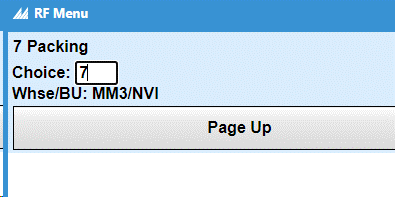 RF Menu
7 Packing
Choice: 7
Whse/BU: MM3/NVI
Page Up